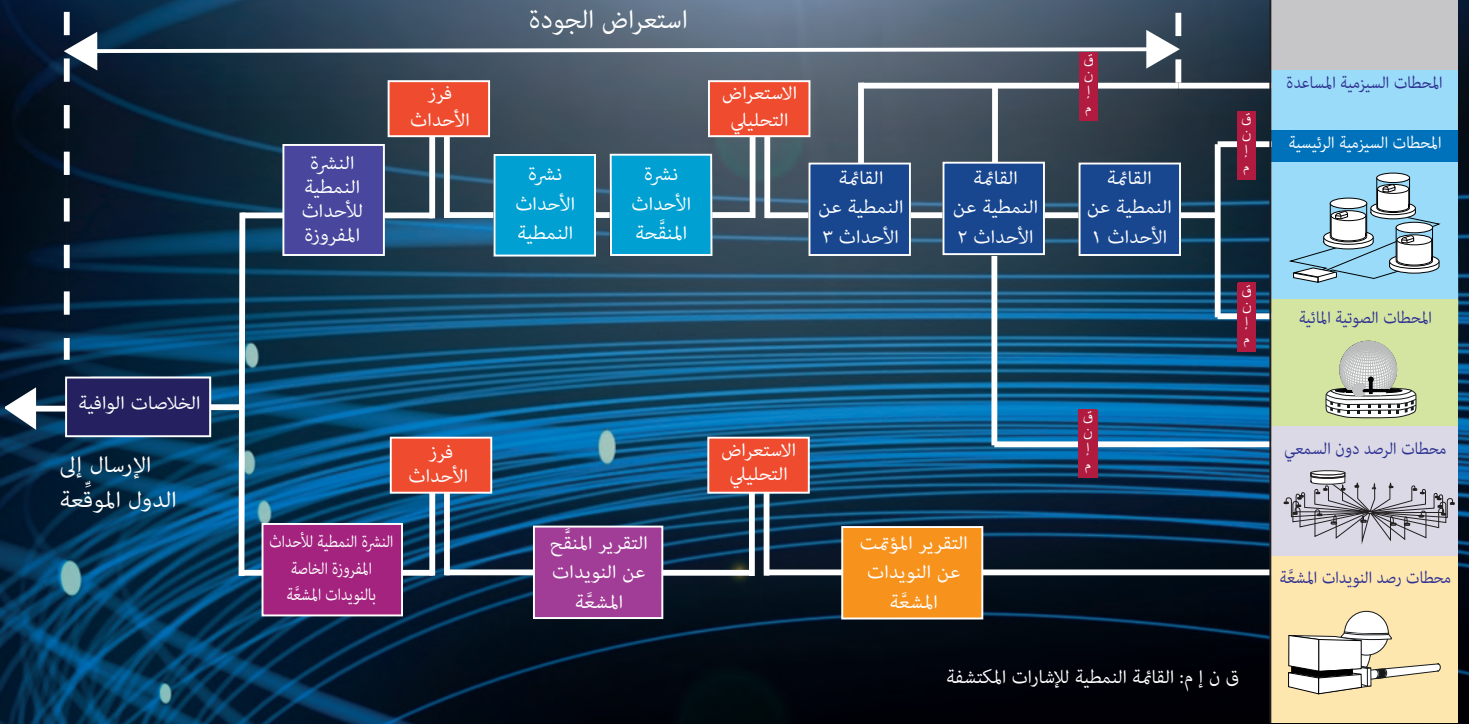 استعراض الجودة
المحطات السيزمية المساعدة
ق
ن
إ
م
المحطات السيزمية الرئيسية
ق
ن
إ
م
القائمة
النمطية عن
الأحداث ١
القائمة
النمطية عن
الأحداث ٢
القائمة
النمطية عن
الأحداث ٣
الاستعراض
التحليلي
نشرة
الأحداث
المنقَّحة
نشرة
الأحداث
النمطية
فرز
الأحداث
النشرة
النمطية
للأحداث
المفروزة
المحطات الصوتية المائية
ق
ن
إ
م
الخلاصات الوافية
الإرسال إلى
الدول الموقِّعة
محطات الرصد دون السمعي
ق
ن
إ
م
محطات رصد النويدات المشعَّة
التقرير المؤتمت
عن النويدات
المشعَّة
الاستعراض
التحليلي
التقرير المنقَّح
عن النويدات
المشعَّة
فرز
الأحداث
النشرة النمطية للأحداث
المفروزة الخاصة
بالنويدات المشعَّة
ق ن إ م: القائمة النمطية للإشارات المكتشفة